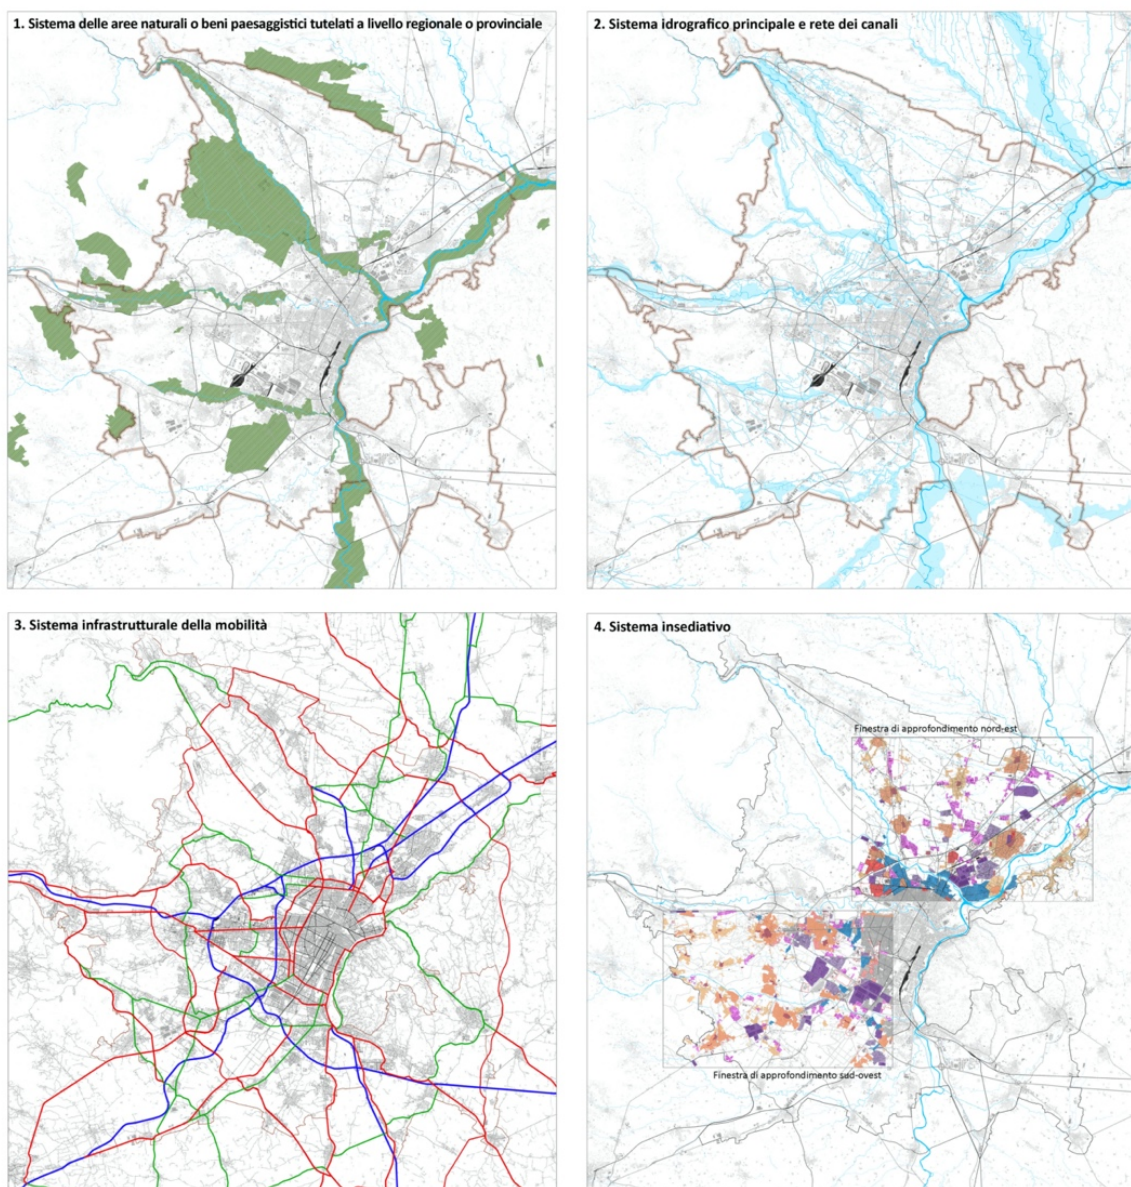 1. Sistema delle aree naturali o beni paesaggistici tutelati a livello regionale o provinciale
2. Sistema idrografico principale e rete dei canali
3. Sistema infrastrutturale della mobilità
4. Sistema insediativo
Finestra di approfondimento nord-est
Finestra di approfondimento sud-ovest